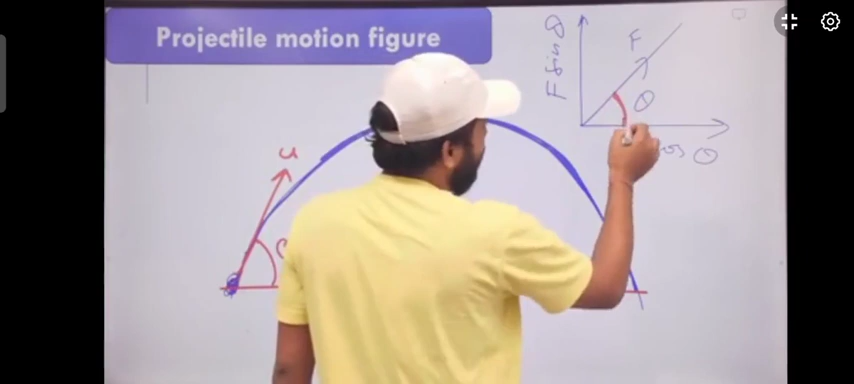 Projectile motion figure
F sin θ
F
θ
θ
u